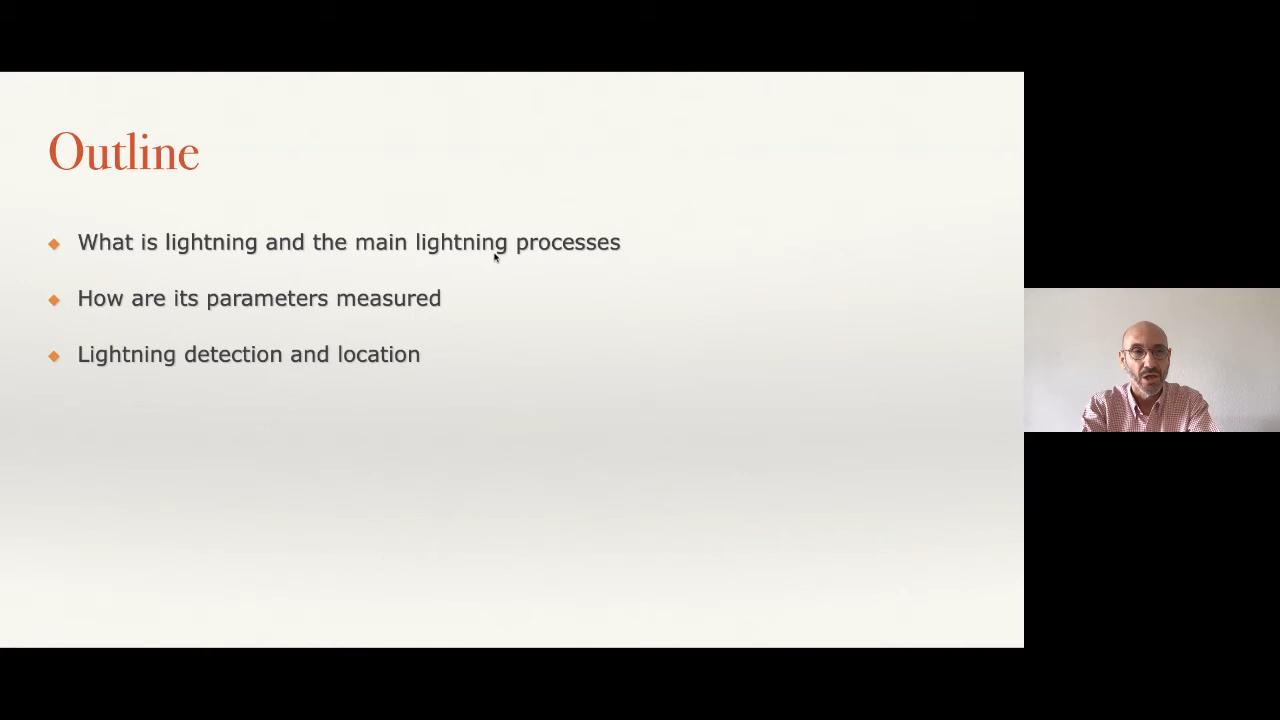 Outline
What is lightning and the main lightning processes
How are its parameters measured
Lightning detection and location